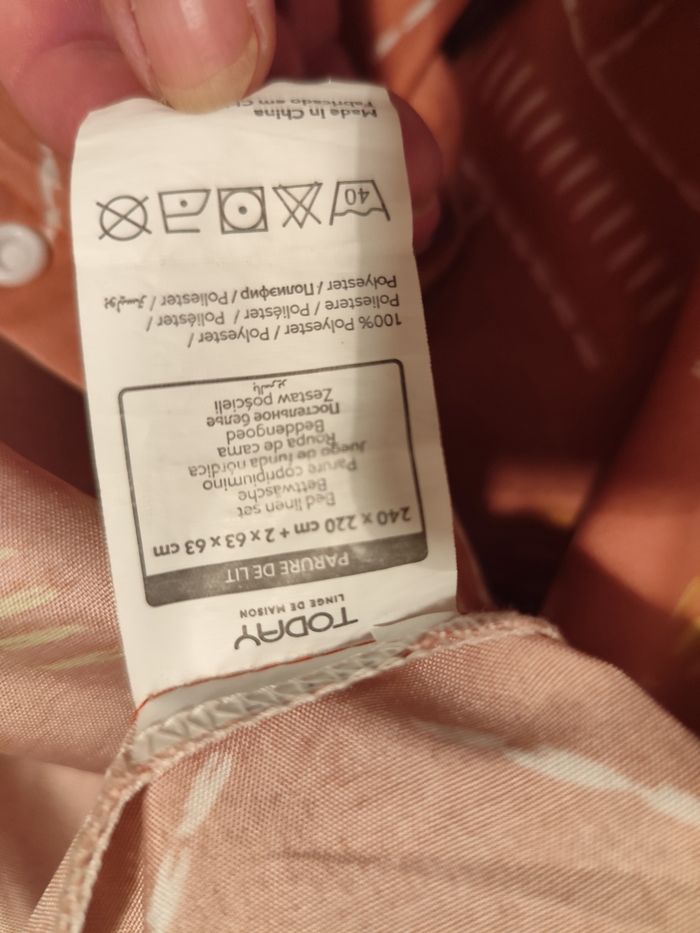 TODAY
LINGE DE MAISON
PARURE DE LIT
240 x 220 cm + 2 x 63 x 63 cm
Bed linen set
Bettwäsche
Parure copripiumino
Juego de funda nórdica
Roupa de cama
Beddengoed
Постельное белье
Zestaw pościeli
100% Polyester / Polyester /
Poliestere / Poliéster / Poliéster /
Polyester / Полиэфир / Poliester / بوليستر
40
Made In China
Fabricado em